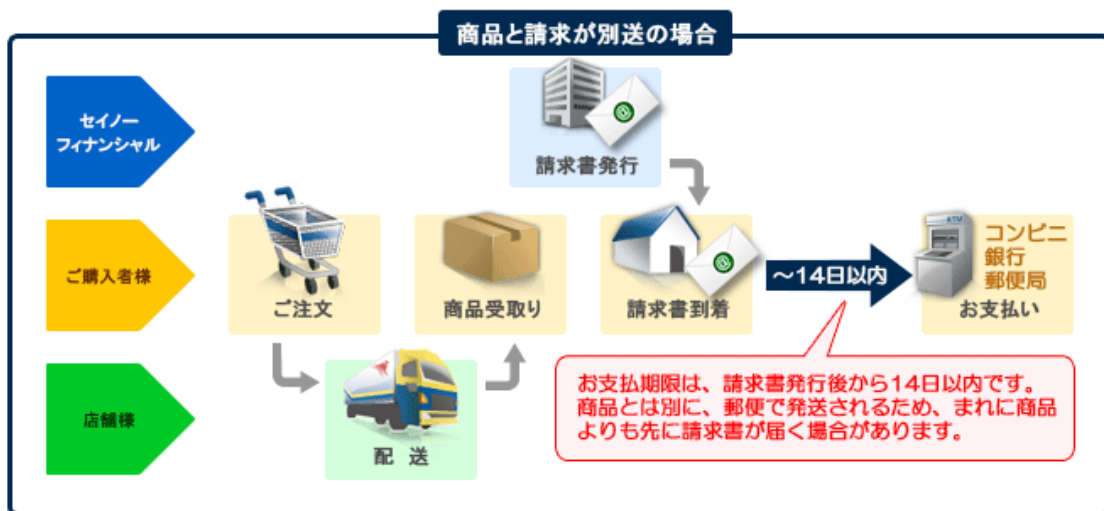 商品と請求が別送の場合
セイノー
フィナンシャル
請求書発行
ご購入者様
ご注文
商品受取り
請求書到着
～14日以内
ATM
コンビニ
銀行
郵便局
お支払い
店舗様
配 送
お支払期限は、請求書発行後から14日以内です。
商品とは別に、郵便で発送されるため、まれに商品
よりも先に請求書が届く場合があります。